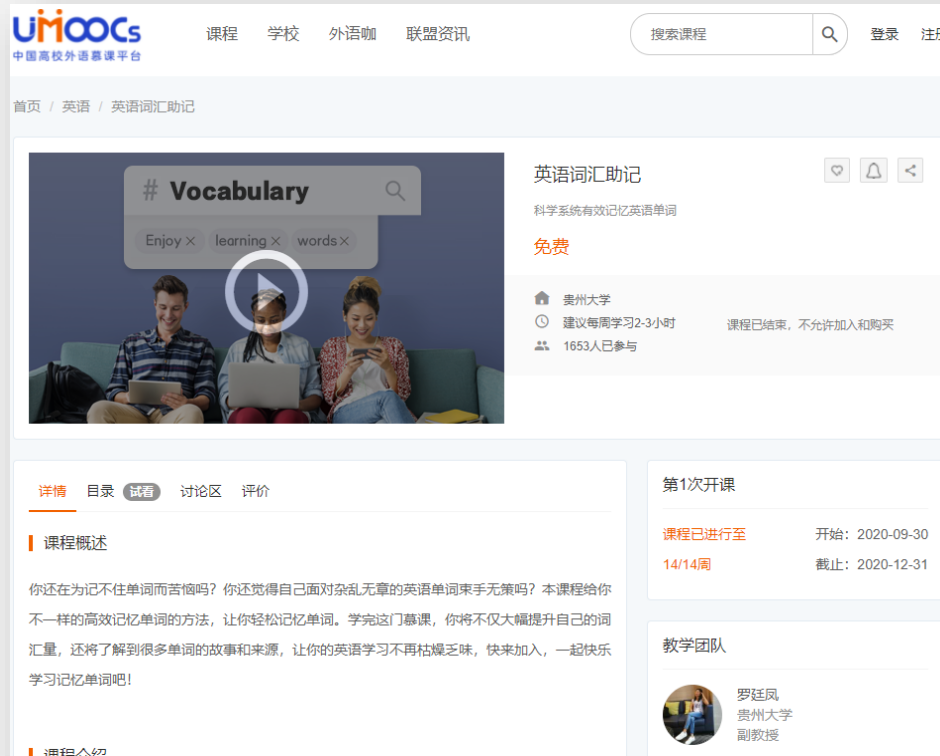 UMOOCs
中国高校外语慕课平台
课程 学校 外语咖 联盟资讯
搜索课程
登录
首页 / 英语 / 英语词汇助记
# Vocabulary
Enjoy × learning × words ×
英语词汇助记
科学系统有效记忆英语单词
免费
贵州大学
建议每周学习2-3小时
课程已结束，不允许加入和购买
1653人已参与
详情 目录 试看 讨论区 评价
课程概述
你还在为记不住单词而苦恼吗？你还觉得自己面对杂乱无章的英语单词束手无策吗？本课程给你
不一样的高效记忆单词的方法，让你轻松记忆单词。学完这门慕课，你将不仅大幅提升自己的词
汇量，还将了解到很多单词的故事和来源，让你的英语学习不再枯燥乏味，快来加入，一起快乐
学习记忆单词吧！
课程介绍
第1次开课
课程已进行至 开始：2020-09-30
14/14周 截止：2020-12-31
教学团队
罗廷凤
贵州大学
副教授